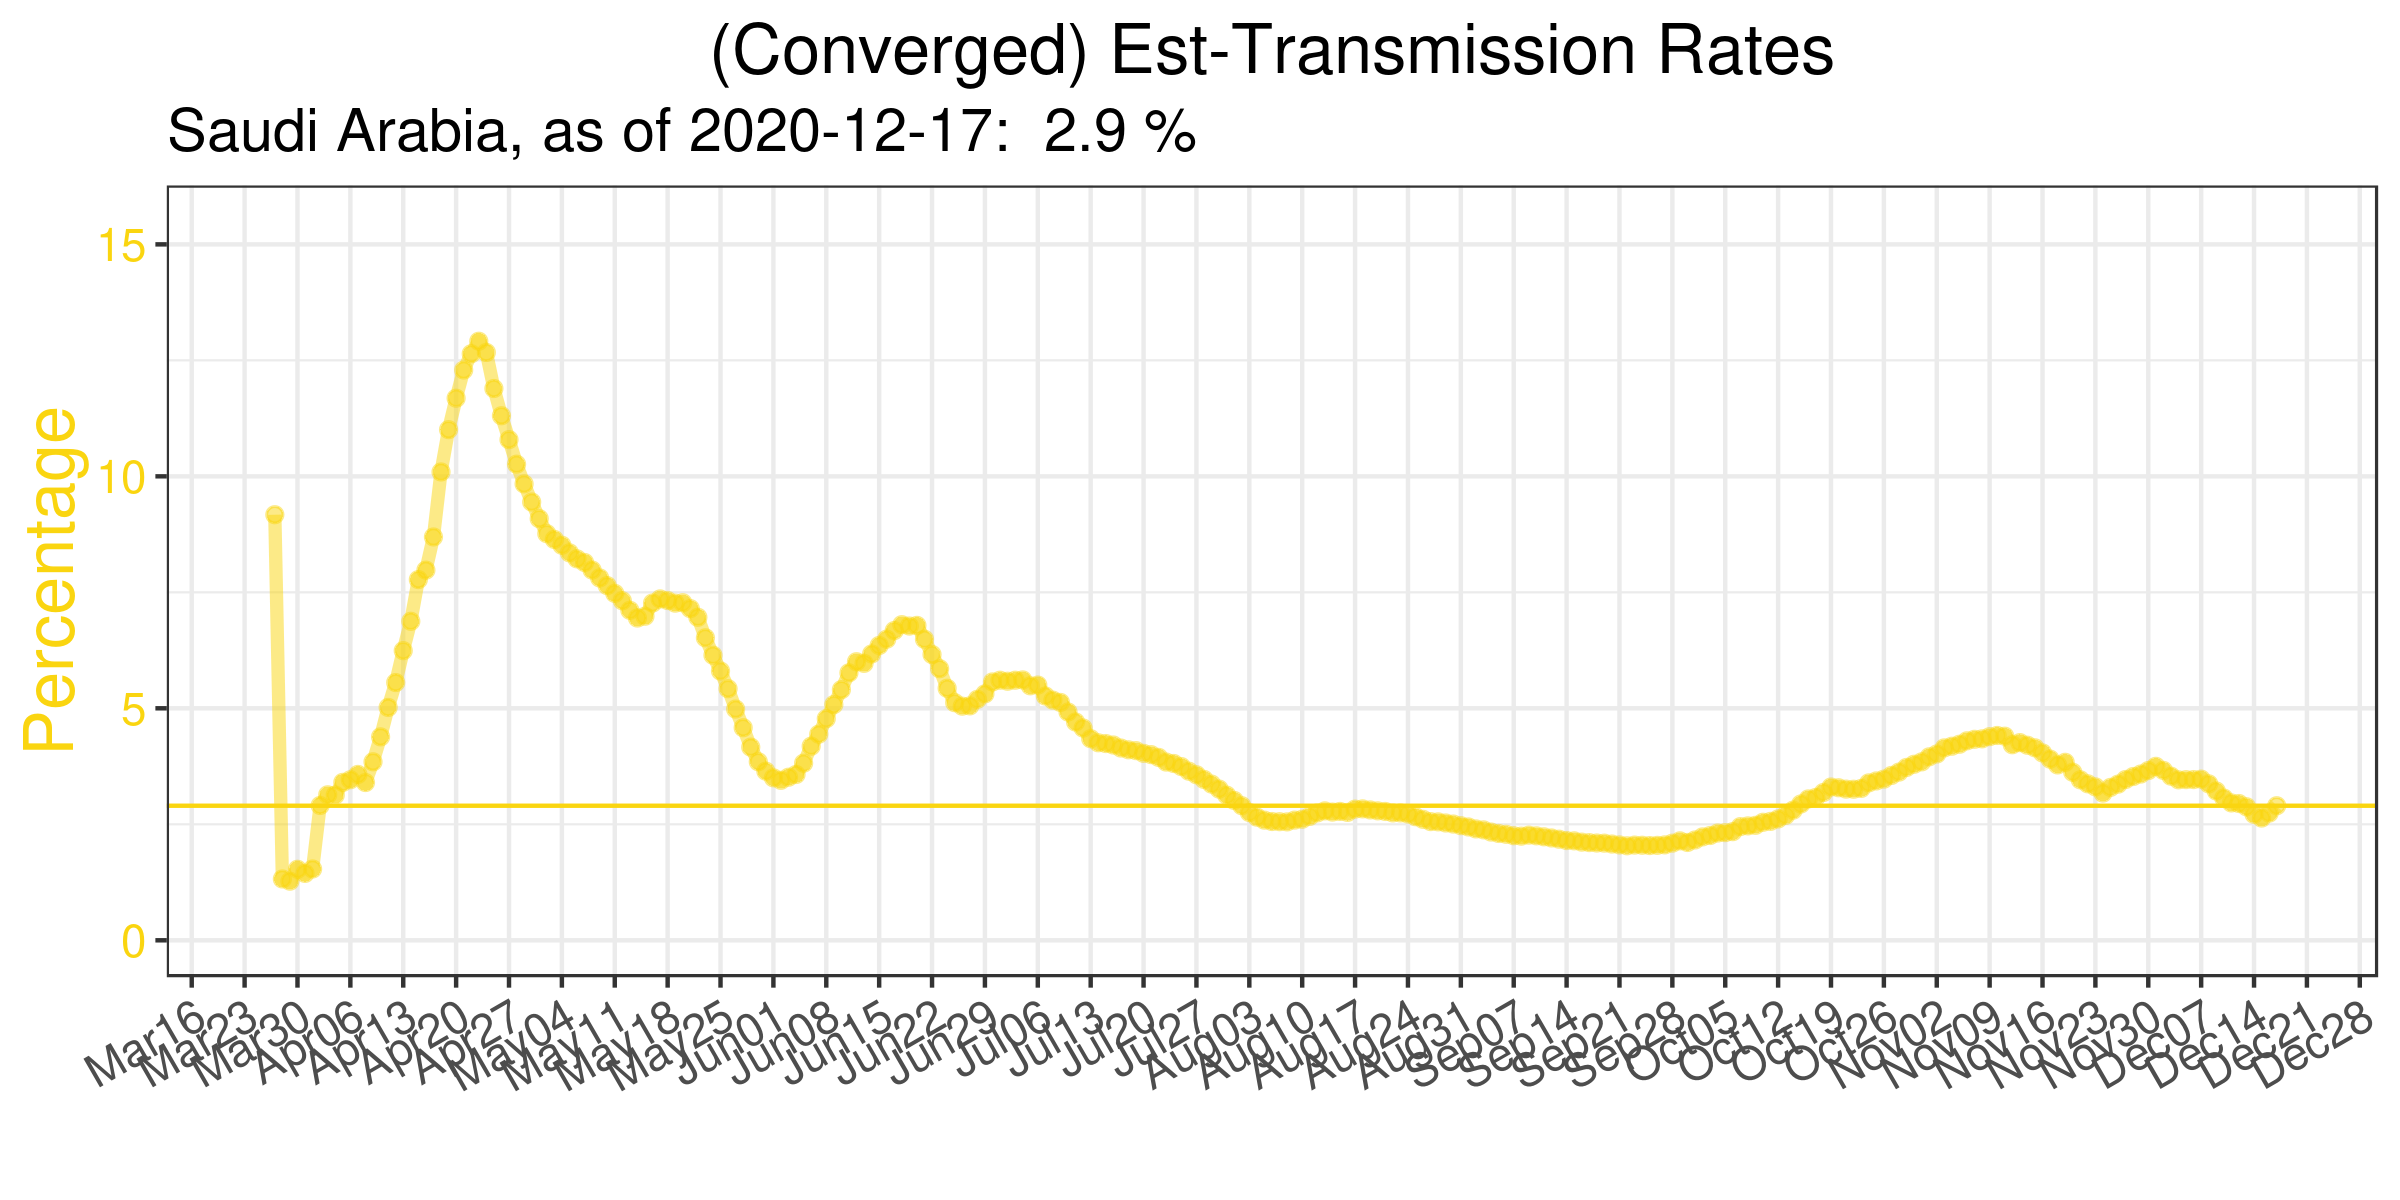 (Converged) Est-Transmission Rates
Saudi Arabia, as of 2020-12-17:  2.9 %
Percentage
15
10
5
0
Mar16
Mar23
Mar30
Apr06
Apr13
Apr20
Apr27
May04
May11
May18
May25
Jun01
Jun08
Jun15
Jun22
Jun29
Jul06
Jul13
Jul20
Jul27
Aug03
Aug10
Aug17
Aug24
Aug31
Sep07
Sep14
Sep21
Sep28
Oct05
Oct12
Oct19
Oct26
Nov02
Nov09
Nov16
Nov23
Nov30
Dec07
Dec14
Dec21
Dec28